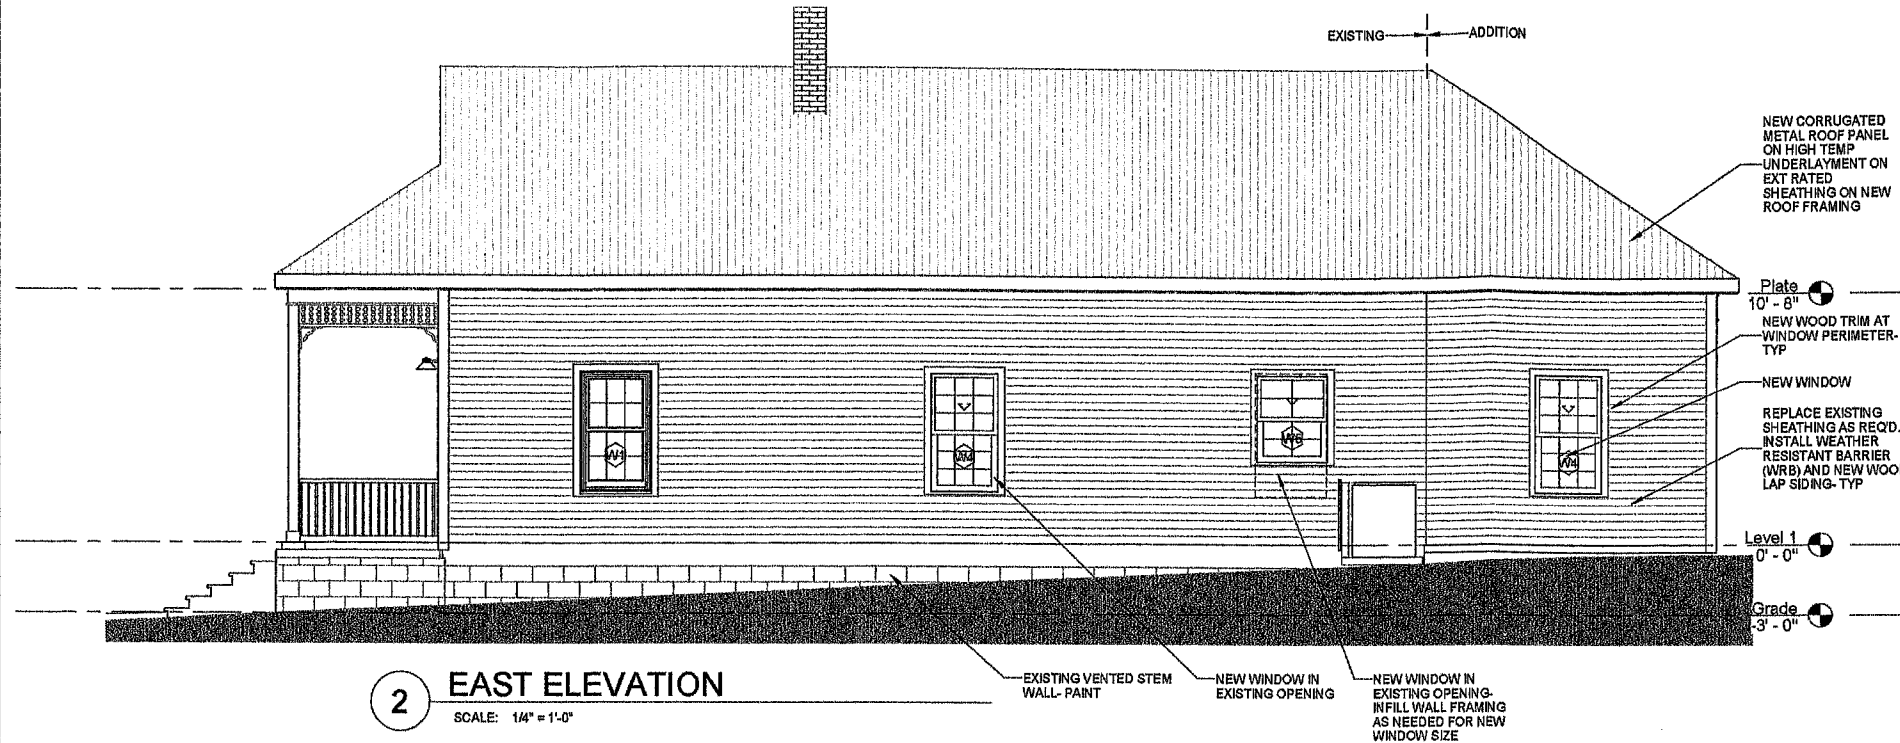 EXISTING
ADDITION
NEW CORRUGATED
METAL ROOF PANEL
ON HIGH TEMP
UNDERLAYMENT ON
EXT RATED
SHEATHING ON NEW
ROOF FRAMING
Plate
10' - 8"
NEW WOOD TRIM AT
WINDOW PERIMETER-
TYP
NEW WINDOW
REPLACE EXISTING
SHEATHING AS REQ'D.
INSTALL WEATHER
RESISTANT BARRIER
(WRB) AND NEW WOO
LAP SIDING- TYP
W1
W4
W5
W4
Level 1
0' - 0"
Grade
-3' - 0"
EXISTING VENTED STEM
WALL- PAINT
NEW WINDOW IN
EXISTING OPENING
NEW WINDOW IN
EXISTING OPENING-
INFILL WALL FRAMING
AS NEEDED FOR NEW
WINDOW SIZE
2
EAST ELEVATION
SCALE: 1/4" = 1'-0"